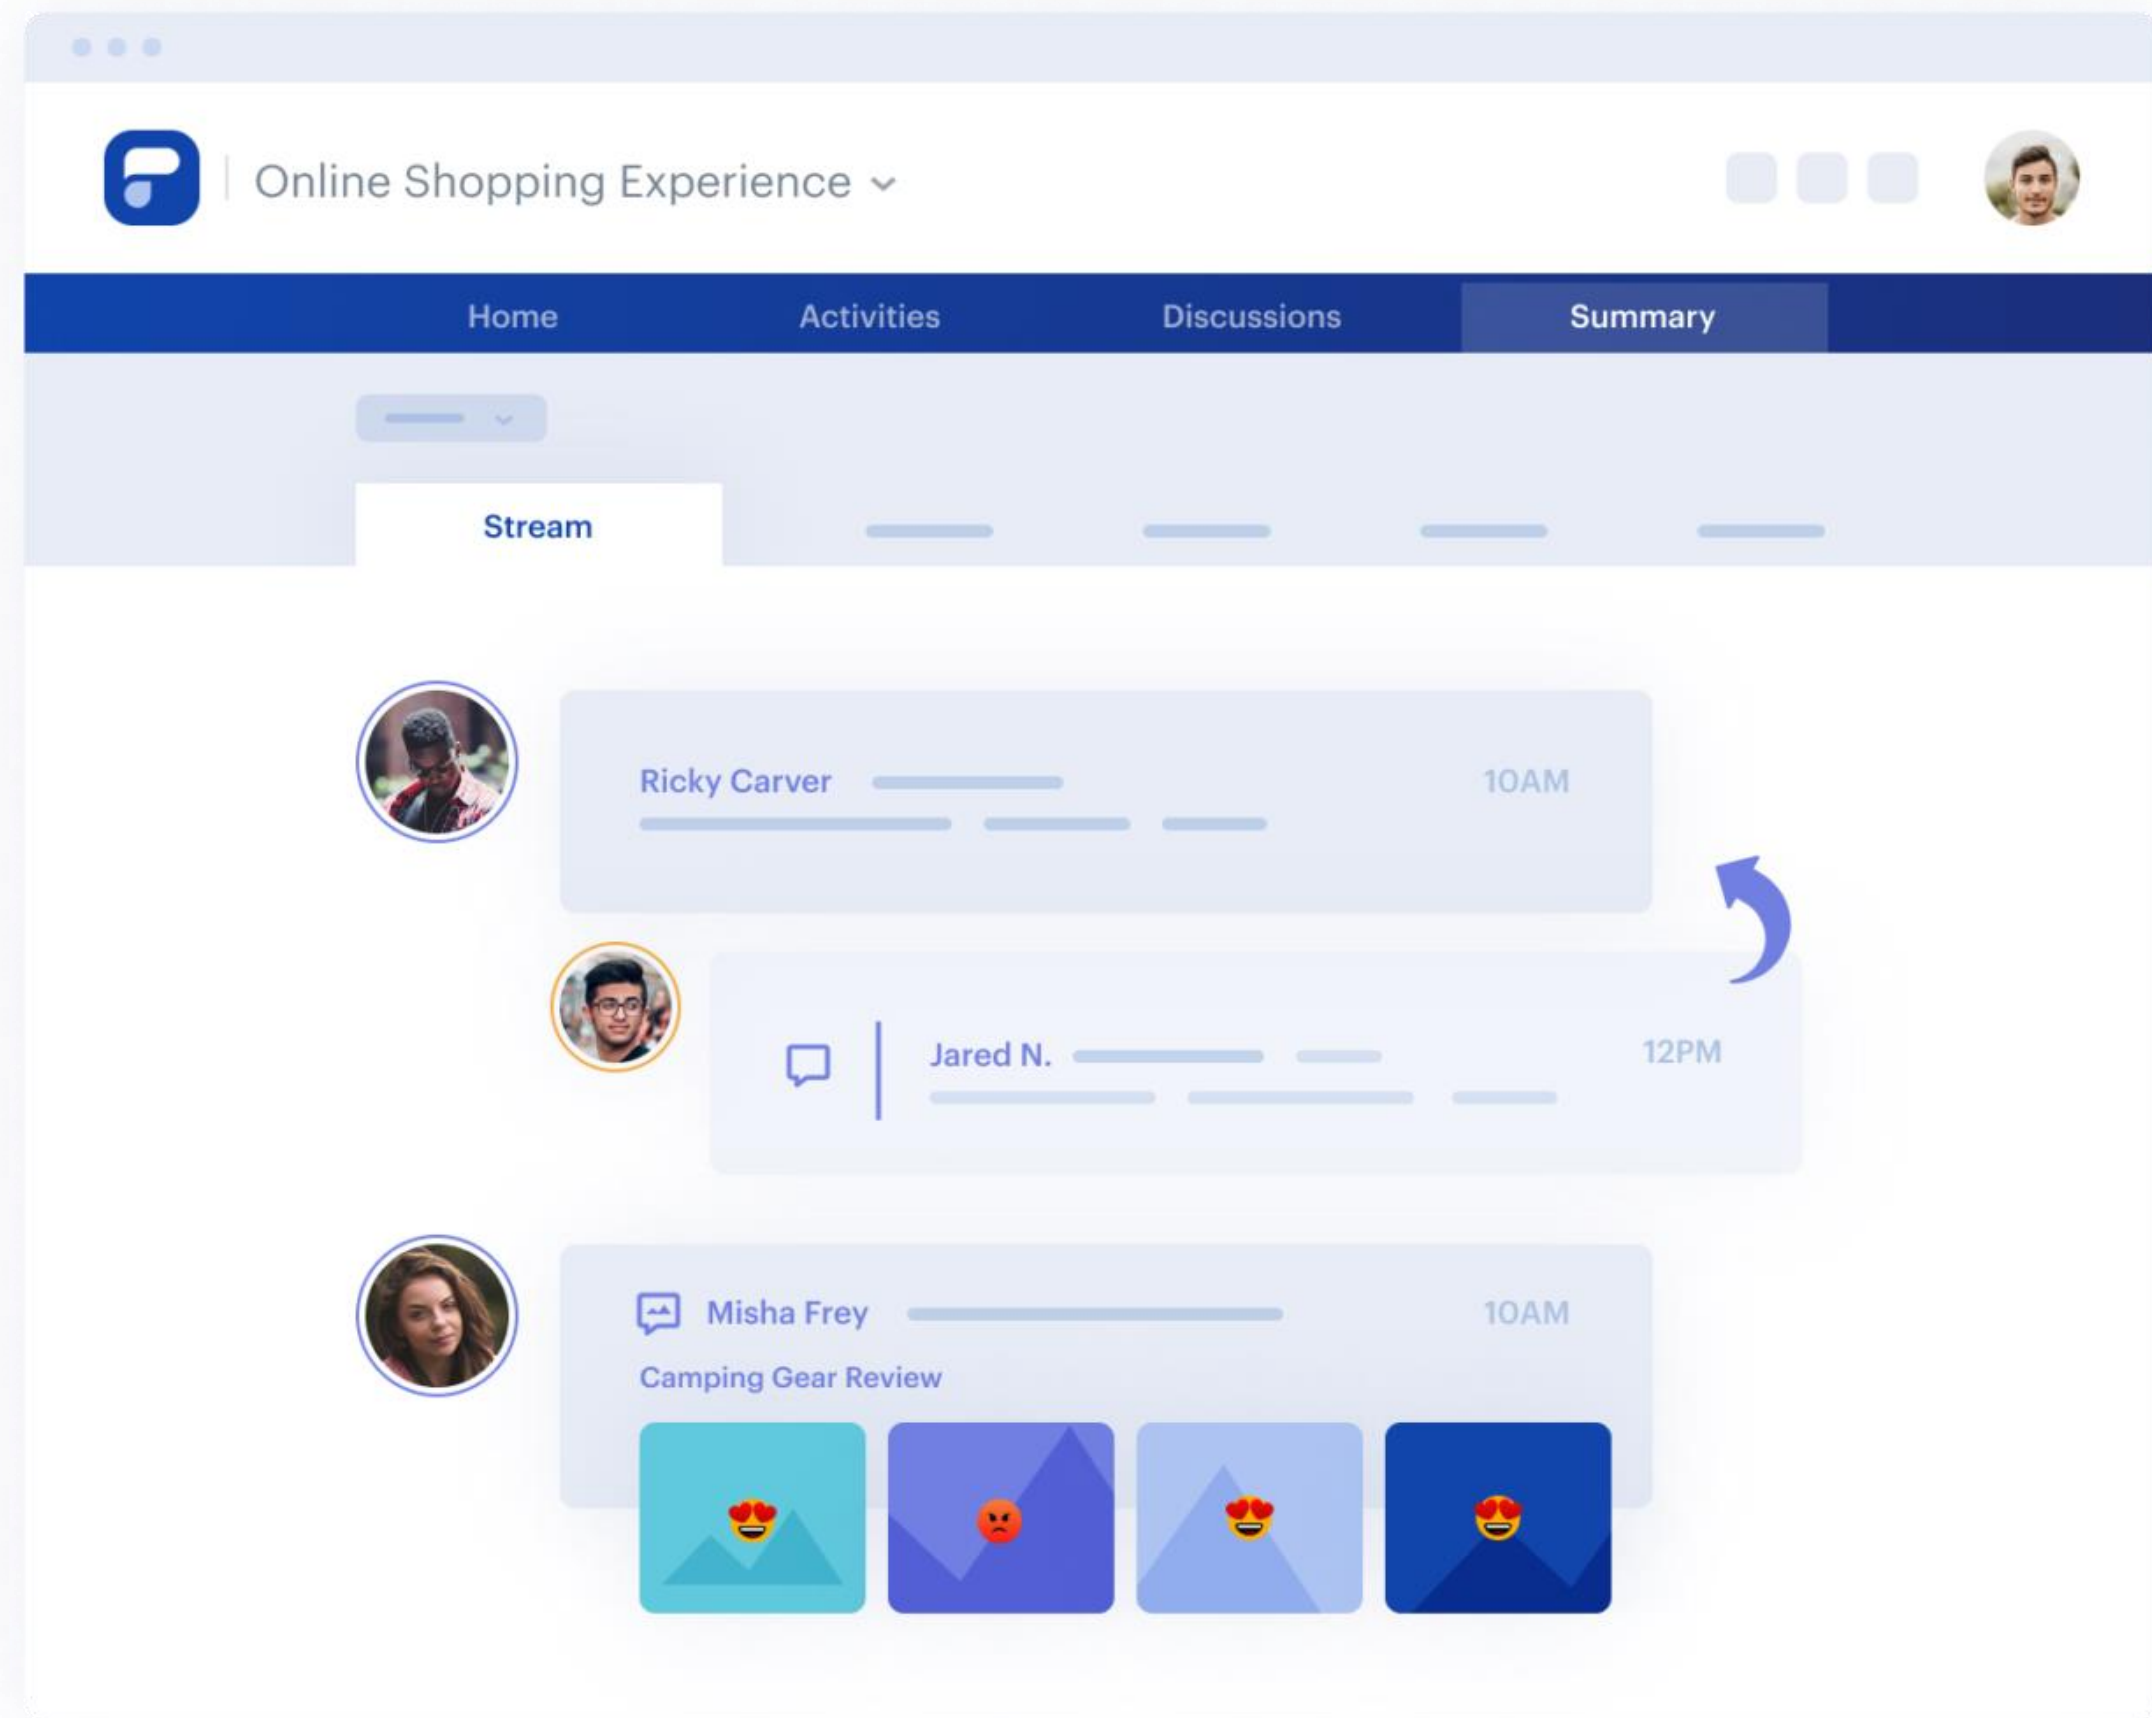 Online Shopping Experience
Home Activities Discussions Summary
Stream
Ricky Carver 10AM
Jared N. 12PM
Misha Frey 10AM
Camping Gear Review